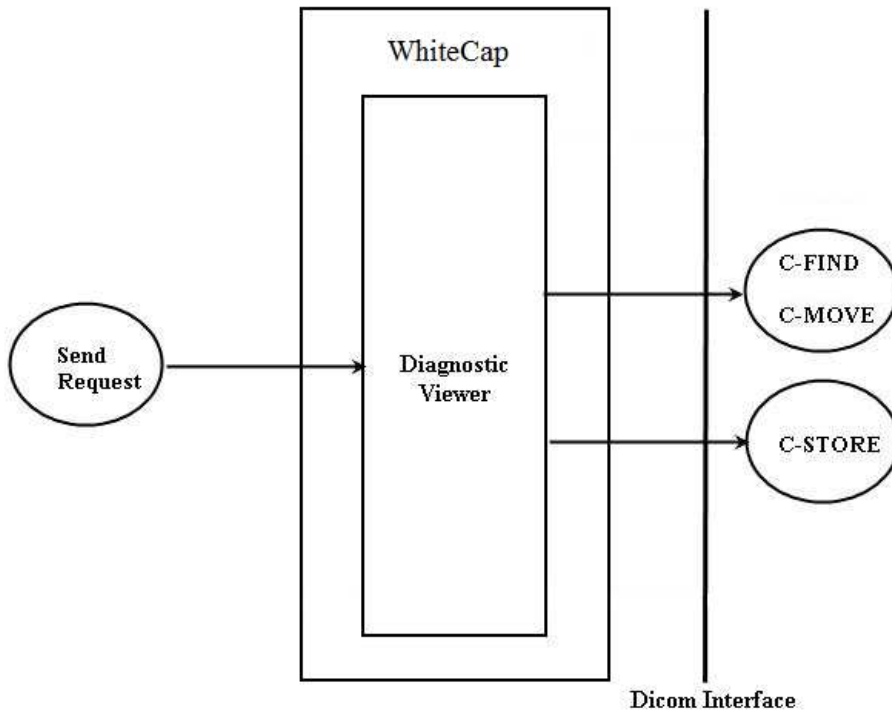 WhiteCap
Send
Request
Diagnostic
Viewer
C-FIND
C-MOVE
C-STORE
Dicom Interface